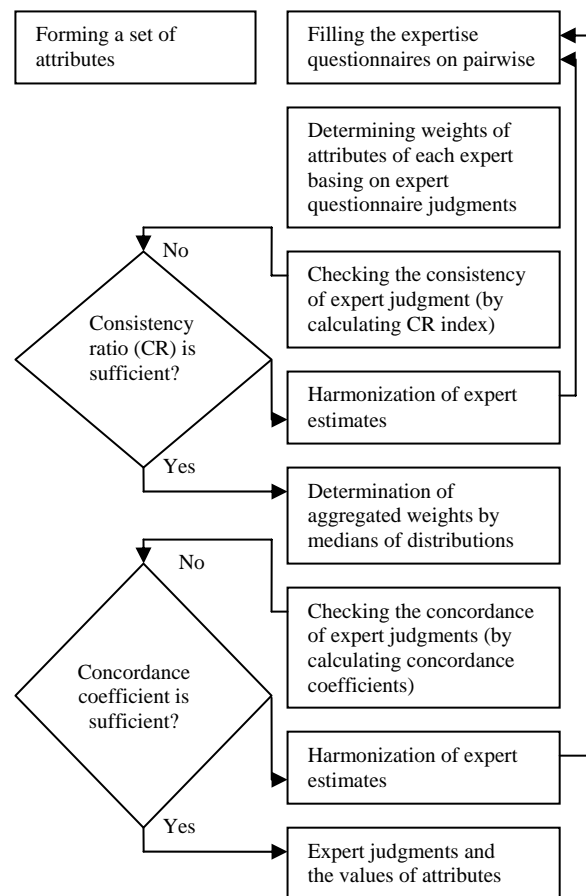 Forming a set of
attributes
Filling the expertise
questionnaires on pairwise
Determining weights of
attributes of each expert
basing on expert
questionnaire judgments
No
Checking the consistency
of expert judgment (by
calculating CR index)
Consistency
ratio (CR) is
sufficient?
Harmonization of expert
estimates
Yes
Determination of
aggregated weights by
medians of distributions
No
Checking the concordance
of expert judgments (by
calculating concordance
coefficients)
Concordance
coefficient is
sufficient?
Harmonization of expert
estimates
Yes
Expert judgments and
the values of attributes